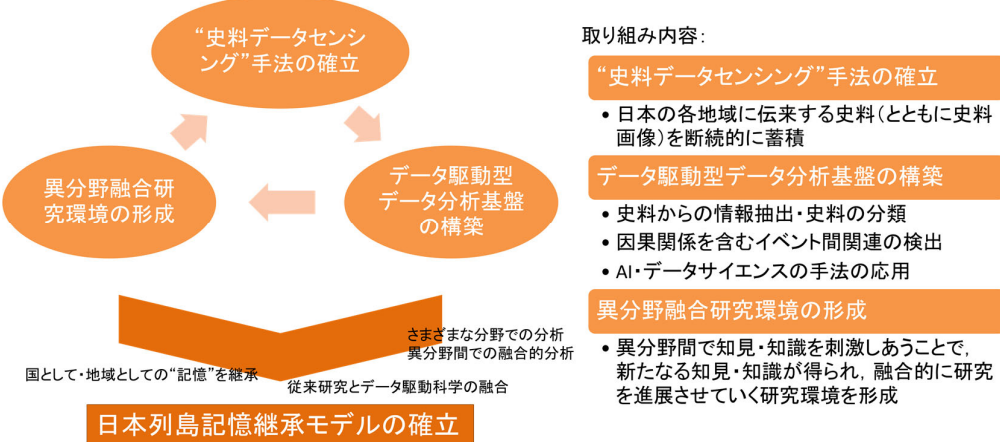 “史料データセンシ
ング”手法の確立
異分野融合研
究環境の形成
データ駆動型
データ分析基盤
の構築
さまざまな分野での分析
異分野間での融合的分析
国として・地域としての“記憶”を継承
従来研究とデータ駆動科学の融合
日本列島記憶継承モデルの確立
取り組み内容：
“史料データセンシング”手法の確立
• 日本の各地域に伝来する史料（とともに史料
画像）を断続的に蓄積
データ駆動型データ分析基盤の構築
• 史料からの情報抽出・史料の分類
• 因果関係を含むイベント間関連の検出
• AI・データサイエンスの手法の応用
異分野融合研究環境の形成
• 異分野間で知見・知識を刺激しあうことで，
新たなる知見・知識が得られ，融合的に研究
を進展させていく研究環境を形成